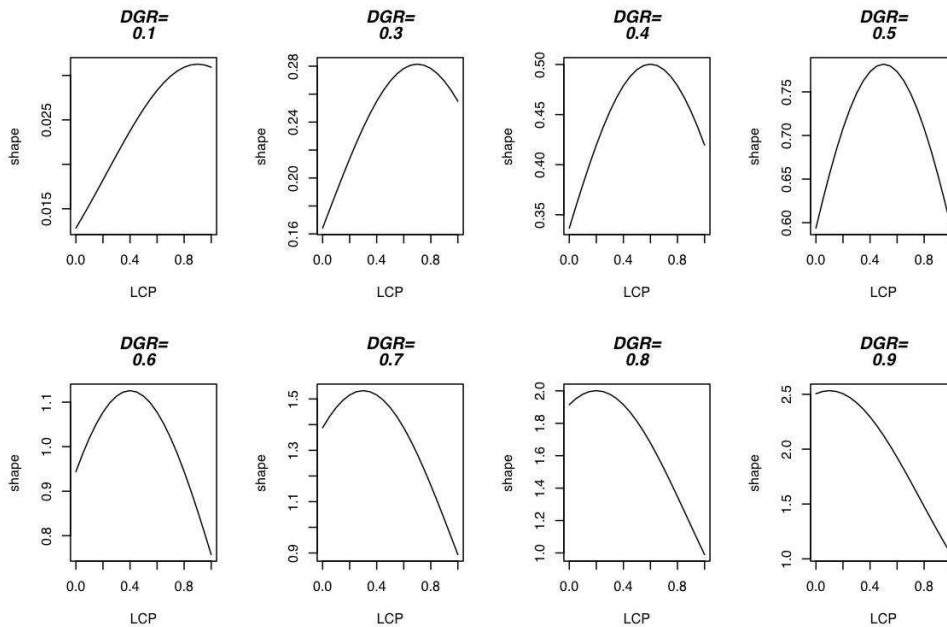 DGR=
0.1
DGR=
0.3
DGR=
0.4
DGR=
0.5
shape
0.015
0.025
0.0
0.4
0.8
LCP
shape
0.16
0.20
0.24
0.28
0.0
0.4
0.8
LCP
shape
0.35
0.40
0.45
0.50
0.0
0.4
0.8
LCP
shape
0.60
0.65
0.70
0.75
0.0
0.4
0.8
LCP
DGR=
0.6
DGR=
0.7
DGR=
0.8
DGR=
0.9
shape
0.8
0.9
1.0
1.1
0.0
0.4
0.8
LCP
shape
0.9
1.1
1.3
1.5
0.0
0.4
0.8
LCP
shape
1.0
1.2
1.4
1.6
1.8
2.0
0.0
0.4
0.8
LCP
shape
1.0
1.5
2.0
2.5
0.0
0.4
0.8
LCP